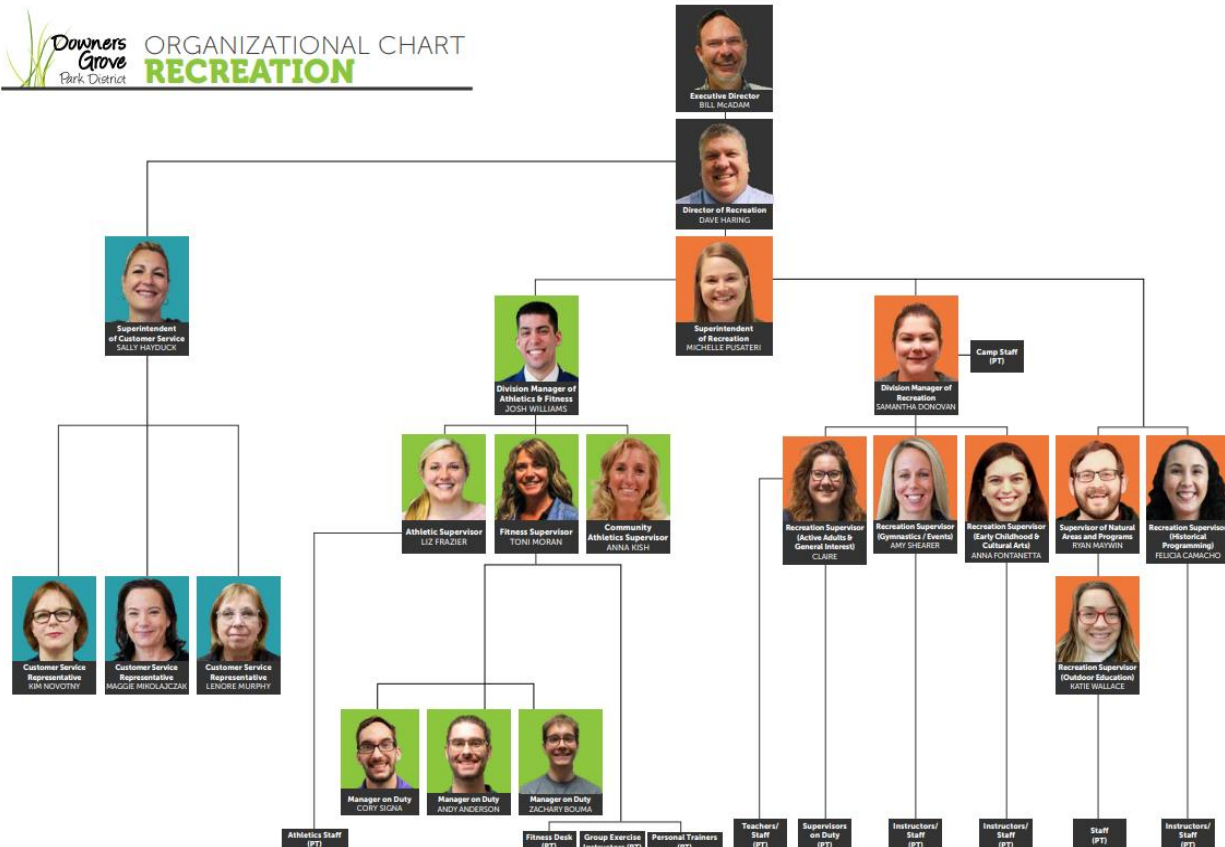 Downers
Grove
Park District
ORGANIZATIONAL CHART
RECREATION
Executive Director
BILL McADAM
Director of Recreation
DAVE HARING
Superintendent
of Customer Service
SALLY HAYDUCK
Superintendent
of Recreation
MICHELLE PUSATERI
Division Manager of
Athletics & Fitness
JOSH WILLIAMS
Division Manager of
Recreation
SAMANTHA DONOVAN
Camp Staff
(PT)
Athletic Supervisor
LIZ FRAZIER
Fitness Supervisor
TONI MORAN
Community
Athletics Supervisor
ANNA KISH
Recreation Supervisor
(Active Adults &
General Interest)
CLAIRE
Recreation Supervisor
(Gymnastics / Events)
AMY SHEARER
Recreation Supervisor
(Early Childhood &
Cultural Arts)
ANNA FONTANETTA
Supervisor of Natural
Areas and Programs
RYAN MAYWIN
Recreation Supervisor
(Historical
Programming)
FELICIA CAMACHO
Customer Service
Representative
KIM NOVOTNY
Customer Service
Representative
MAGGIE MIKOLAJCZAK
Customer Service
Representative
LENORE MURPHY
Recreation Supervisor
(Outdoor Education)
KATIE WALLACE
Manager on Duty
CORY SIGNA
Manager on Duty
ANDY ANDERSON
Manager on Duty
ZACHARY BOUMA
Athletics Staff
(PT)
Fitness Desk
(PT)
Group Exercise
Instructors (PT)
Personal Trainers
(PT)
Teachers/
Staff
(PT)
Supervisors
on Duty
(PT)
Instructors/
Staff
(PT)
Instructors/
Staff
(PT)
Staff
(PT)
Instructors/
Staff
(PT)